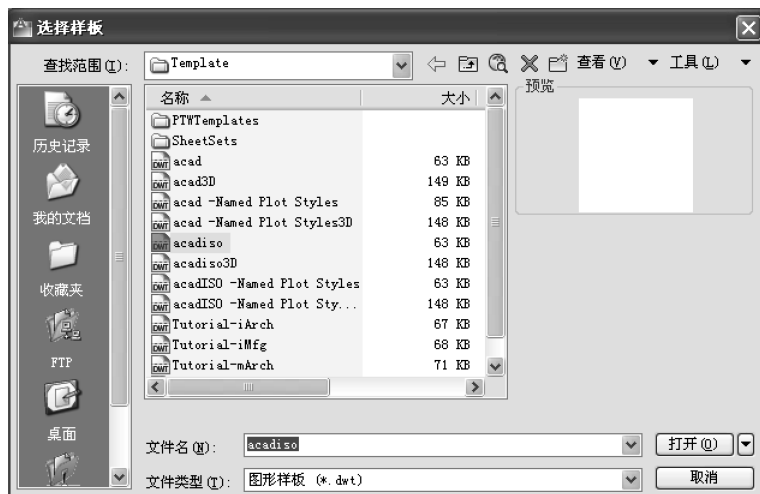 选择样板
查找范围(I): Template 查看(V) 工具(L)
历史记录
我的文档
收藏夹
FTP
桌面
名称 大小
PTWTemplates
SheetSets
acad 63 KB
acad3D 149 KB
acad -Named Plot Styles 85 KB
acad -Named Plot Styles3D 148 KB
acadiso 63 KB
acadiso3D 148 KB
acadISO -Named Plot Styles 63 KB
acadISO -Named Plot Sty... 148 KB
Tutorial-iArch 67 KB
Tutorial-iMfg 68 KB
Tutorial-mArch 71 KB
预览
文件名(N): acadiso 打开(O)
文件类型(T): 图形样板 (*.dwt) 取消